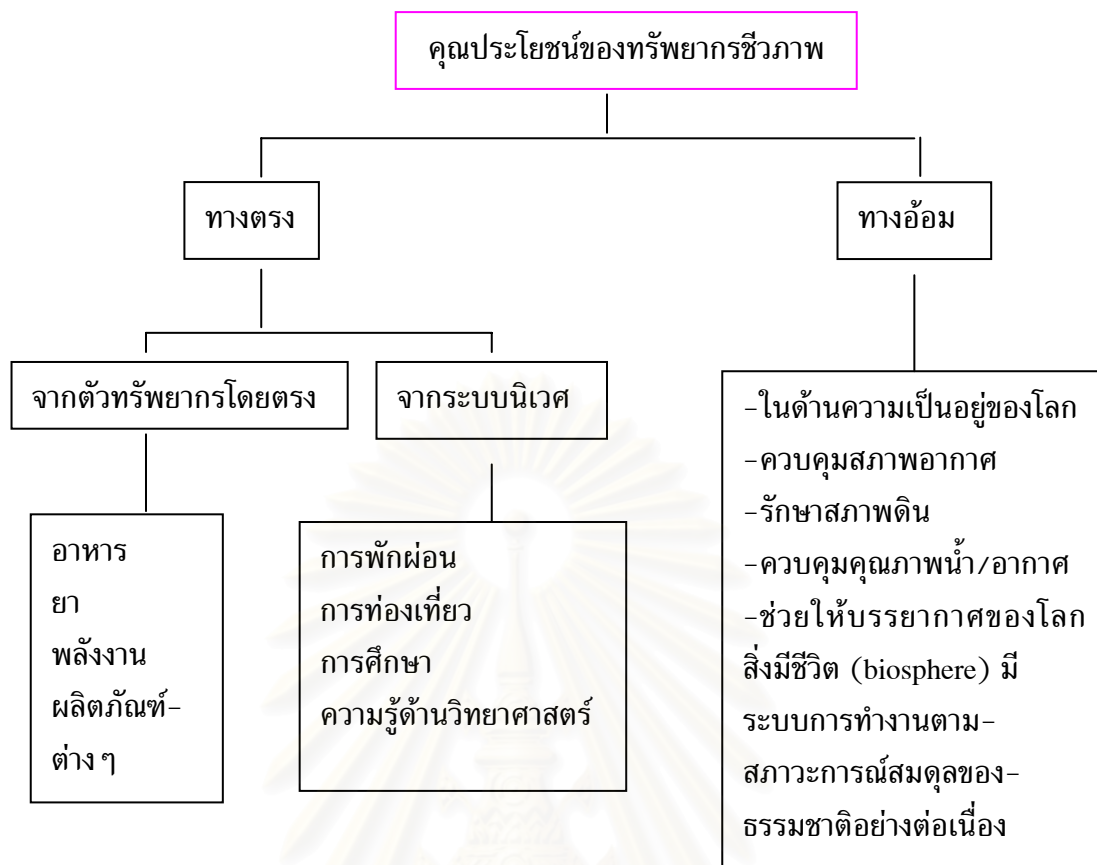 คุณประโยชน์ของทรัพยากรชีวภาพ
ทางตรง
ทางอ้อม
จากตัวทรัพยากรโดยตรง
จากระบบนิเวศ
อาหาร
ยา
พลังงาน
ผลิตภัณฑ์-
ต่าง ๆ
การพักผ่อน
การท่องเที่ยว
การศึกษา
ความรู้ด้านวิทยาศาสตร์
-ในด้านความเป็นอยู่ของโลก
-ควบคุมสภาพอากาศ
-รักษาสภาพดิน
-ควบคุมคุณภาพน้ำ/อากาศ
-ช่วยให้บรรยากาศของโลก
สิ่งมีชีวิต (biosphere) มี
ระบบการทำงานตาม-
สภาวะการณ์สมดุลของ-
ธรรมชาติอย่างต่อเนื่อง